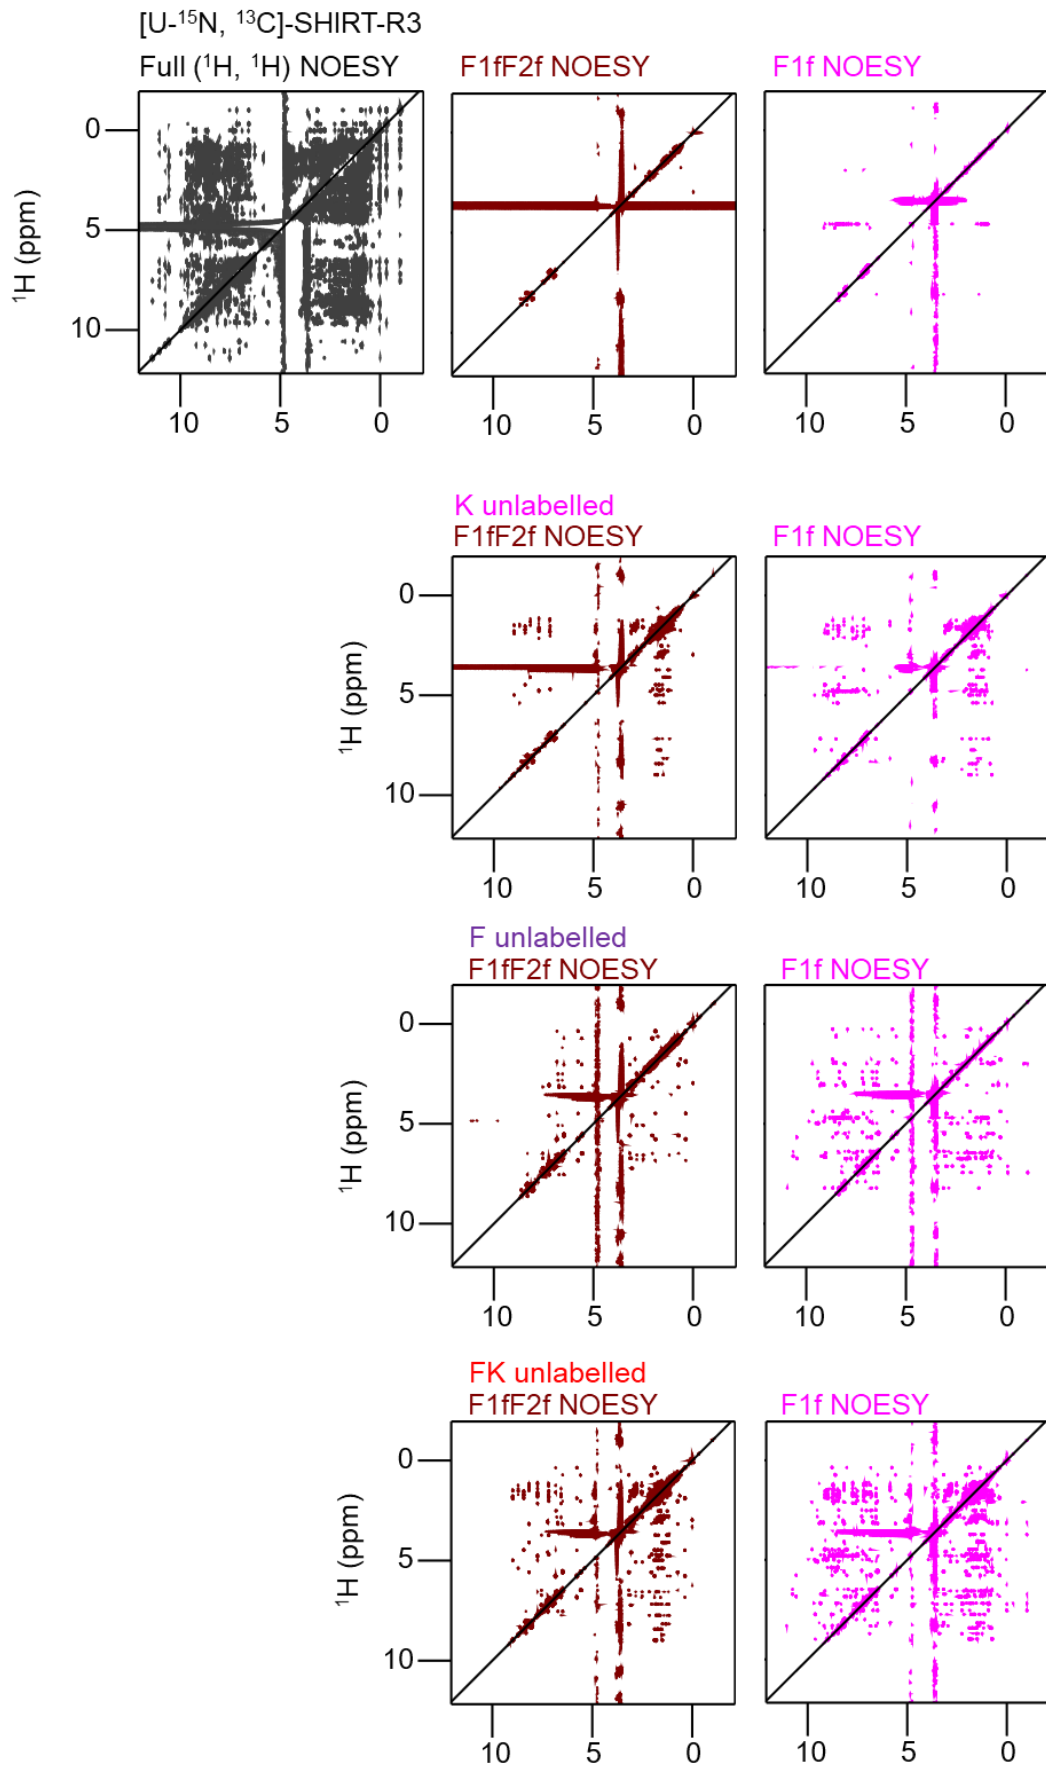 [U-¹⁵N, ¹³C]-SHIRT-R3
Full (¹H, ¹H) NOESY
F1fF2f NOESY
F1f NOESY
¹H (ppm)
0
5
10
10 5 0
10 5 0
10 5 0
K unlabelled
F1fF2f NOESY
F1f NOESY
¹H (ppm)
0
5
10
10 5 0
10 5 0
F unlabelled
F1fF2f NOESY
F1f NOESY
¹H (ppm)
0
5
10
10 5 0
10 5 0
FK unlabelled
F1fF2f NOESY
F1f NOESY
¹H (ppm)
0
5
10
10 5 0
10 5 0